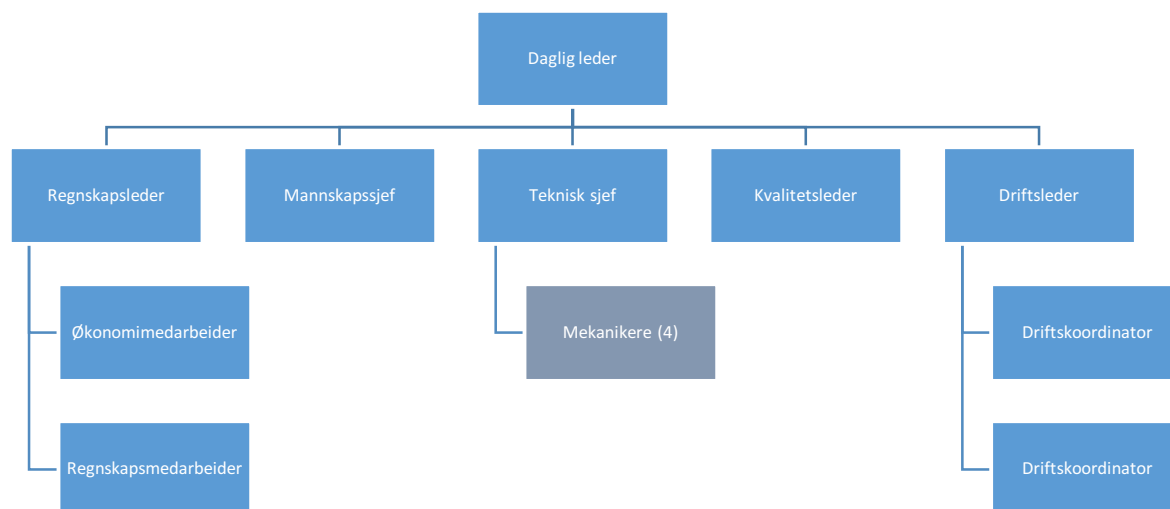 Daglig leder
Regnskapsleder
Mannskapssjef
Teknisk sjef
Kvalitetsleder
Driftsleder
Økonomimedarbeider
Mekanikere (4)
Driftskoordinator
Regnskapsmedarbeider
Driftskoordinator